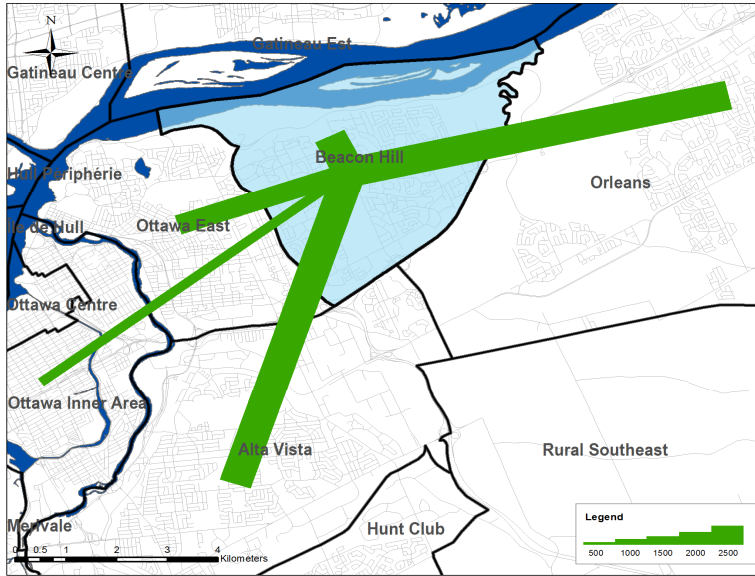 N
Gatineau Est
Gatineau Centre
Beacon Hill
Hull Périphérie
Orleans
Ottawa East
Île de Hull
Ottawa Centre
Ottawa Inner Area
Alta Vista
Rural Southeast
Merivale
Hunt Club
Legend
500 1000 1500 2000 2500
0 0.5 1 2 3 4
Kilometers